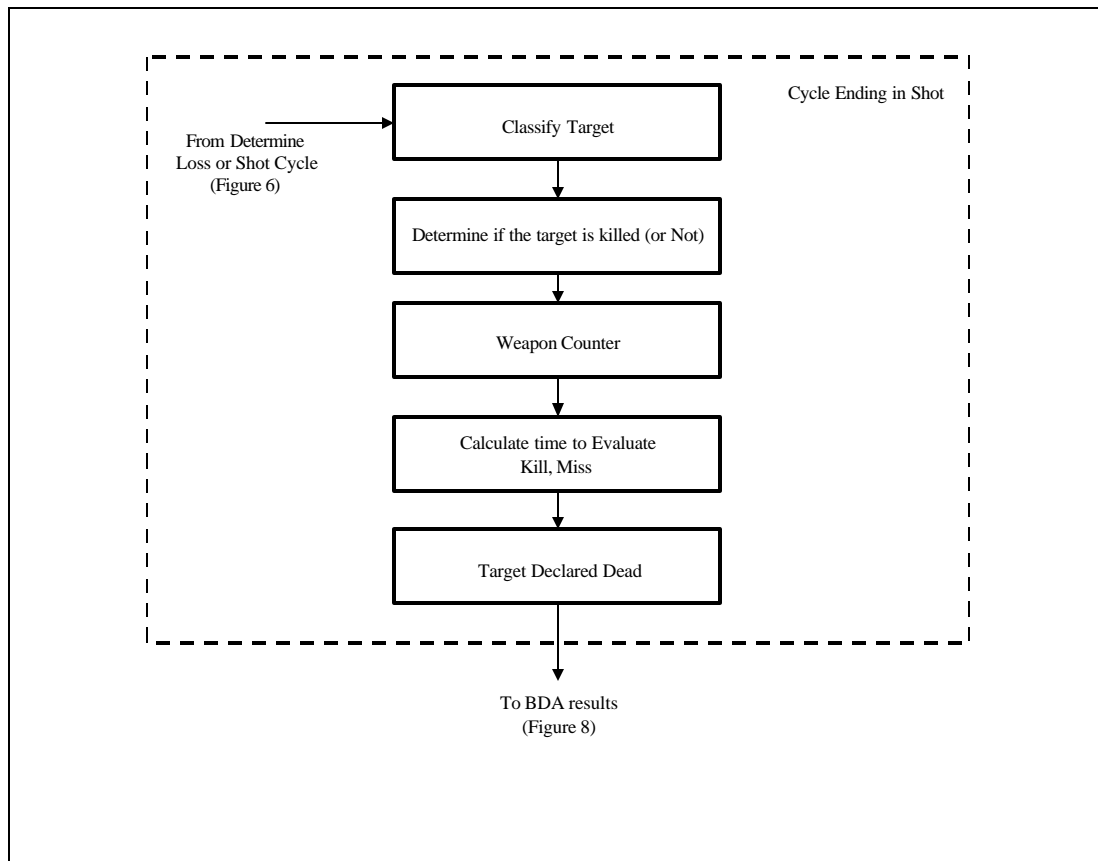 Cycle Ending in Shot
Classify Target
From Determine
Loss or Shot Cycle
(Figure 6)
Determine if the target is killed (or Not)
Weapon Counter
Calculate time to Evaluate
Kill, Miss
Target Declared Dead
To BDA results
(Figure 8)